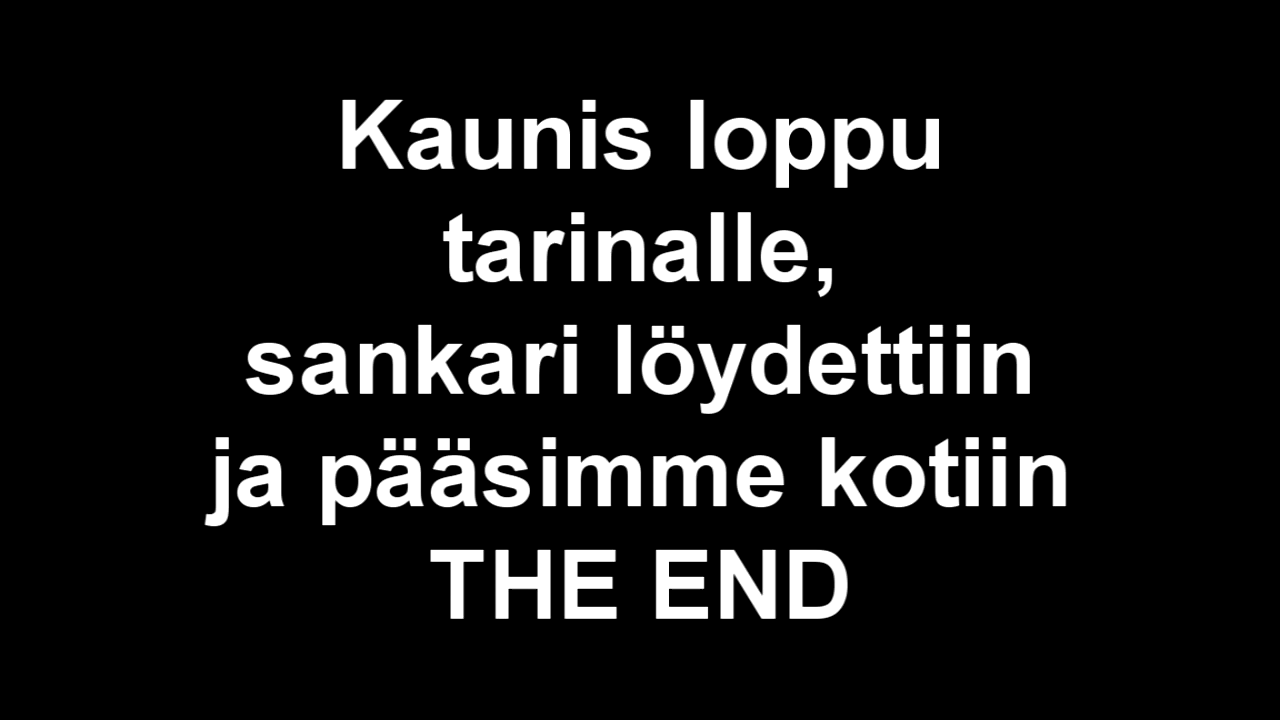 Kaunis loppu
tarinalle,
sankari löydettiin
ja pääsimme kotiin
THE END